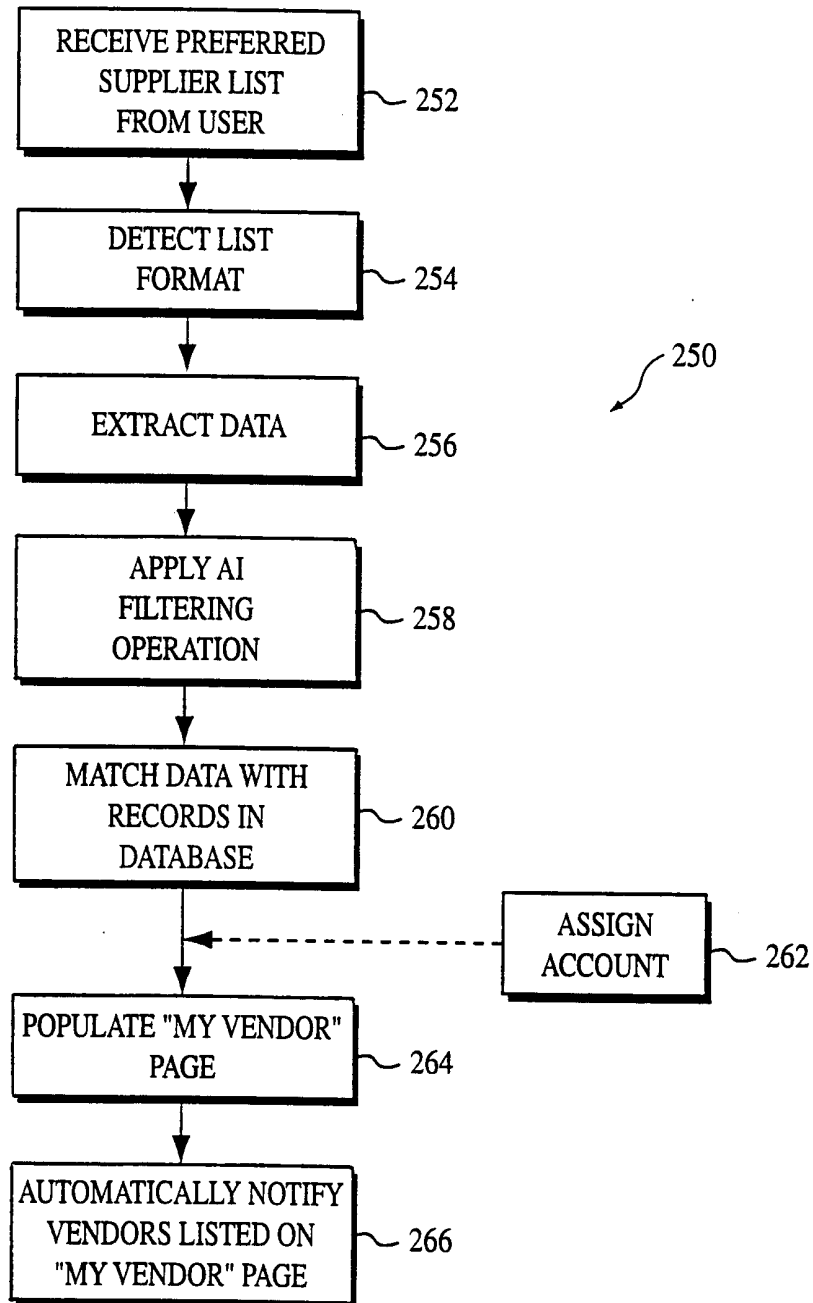 RECEIVE PREFERRED
SUPPLIER LIST
FROM USER
252
DETECT LIST
FORMAT
254
250
EXTRACT DATA
256
APPLY AI
FILTERING
OPERATION
258
MATCH DATA WITH
RECORDS IN
DATABASE
260
ASSIGN
ACCOUNT
262
POPULATE "MY VENDOR"
PAGE
264
AUTOMATICALLY NOTIFY
VENDORS LISTED ON
"MY VENDOR" PAGE
266